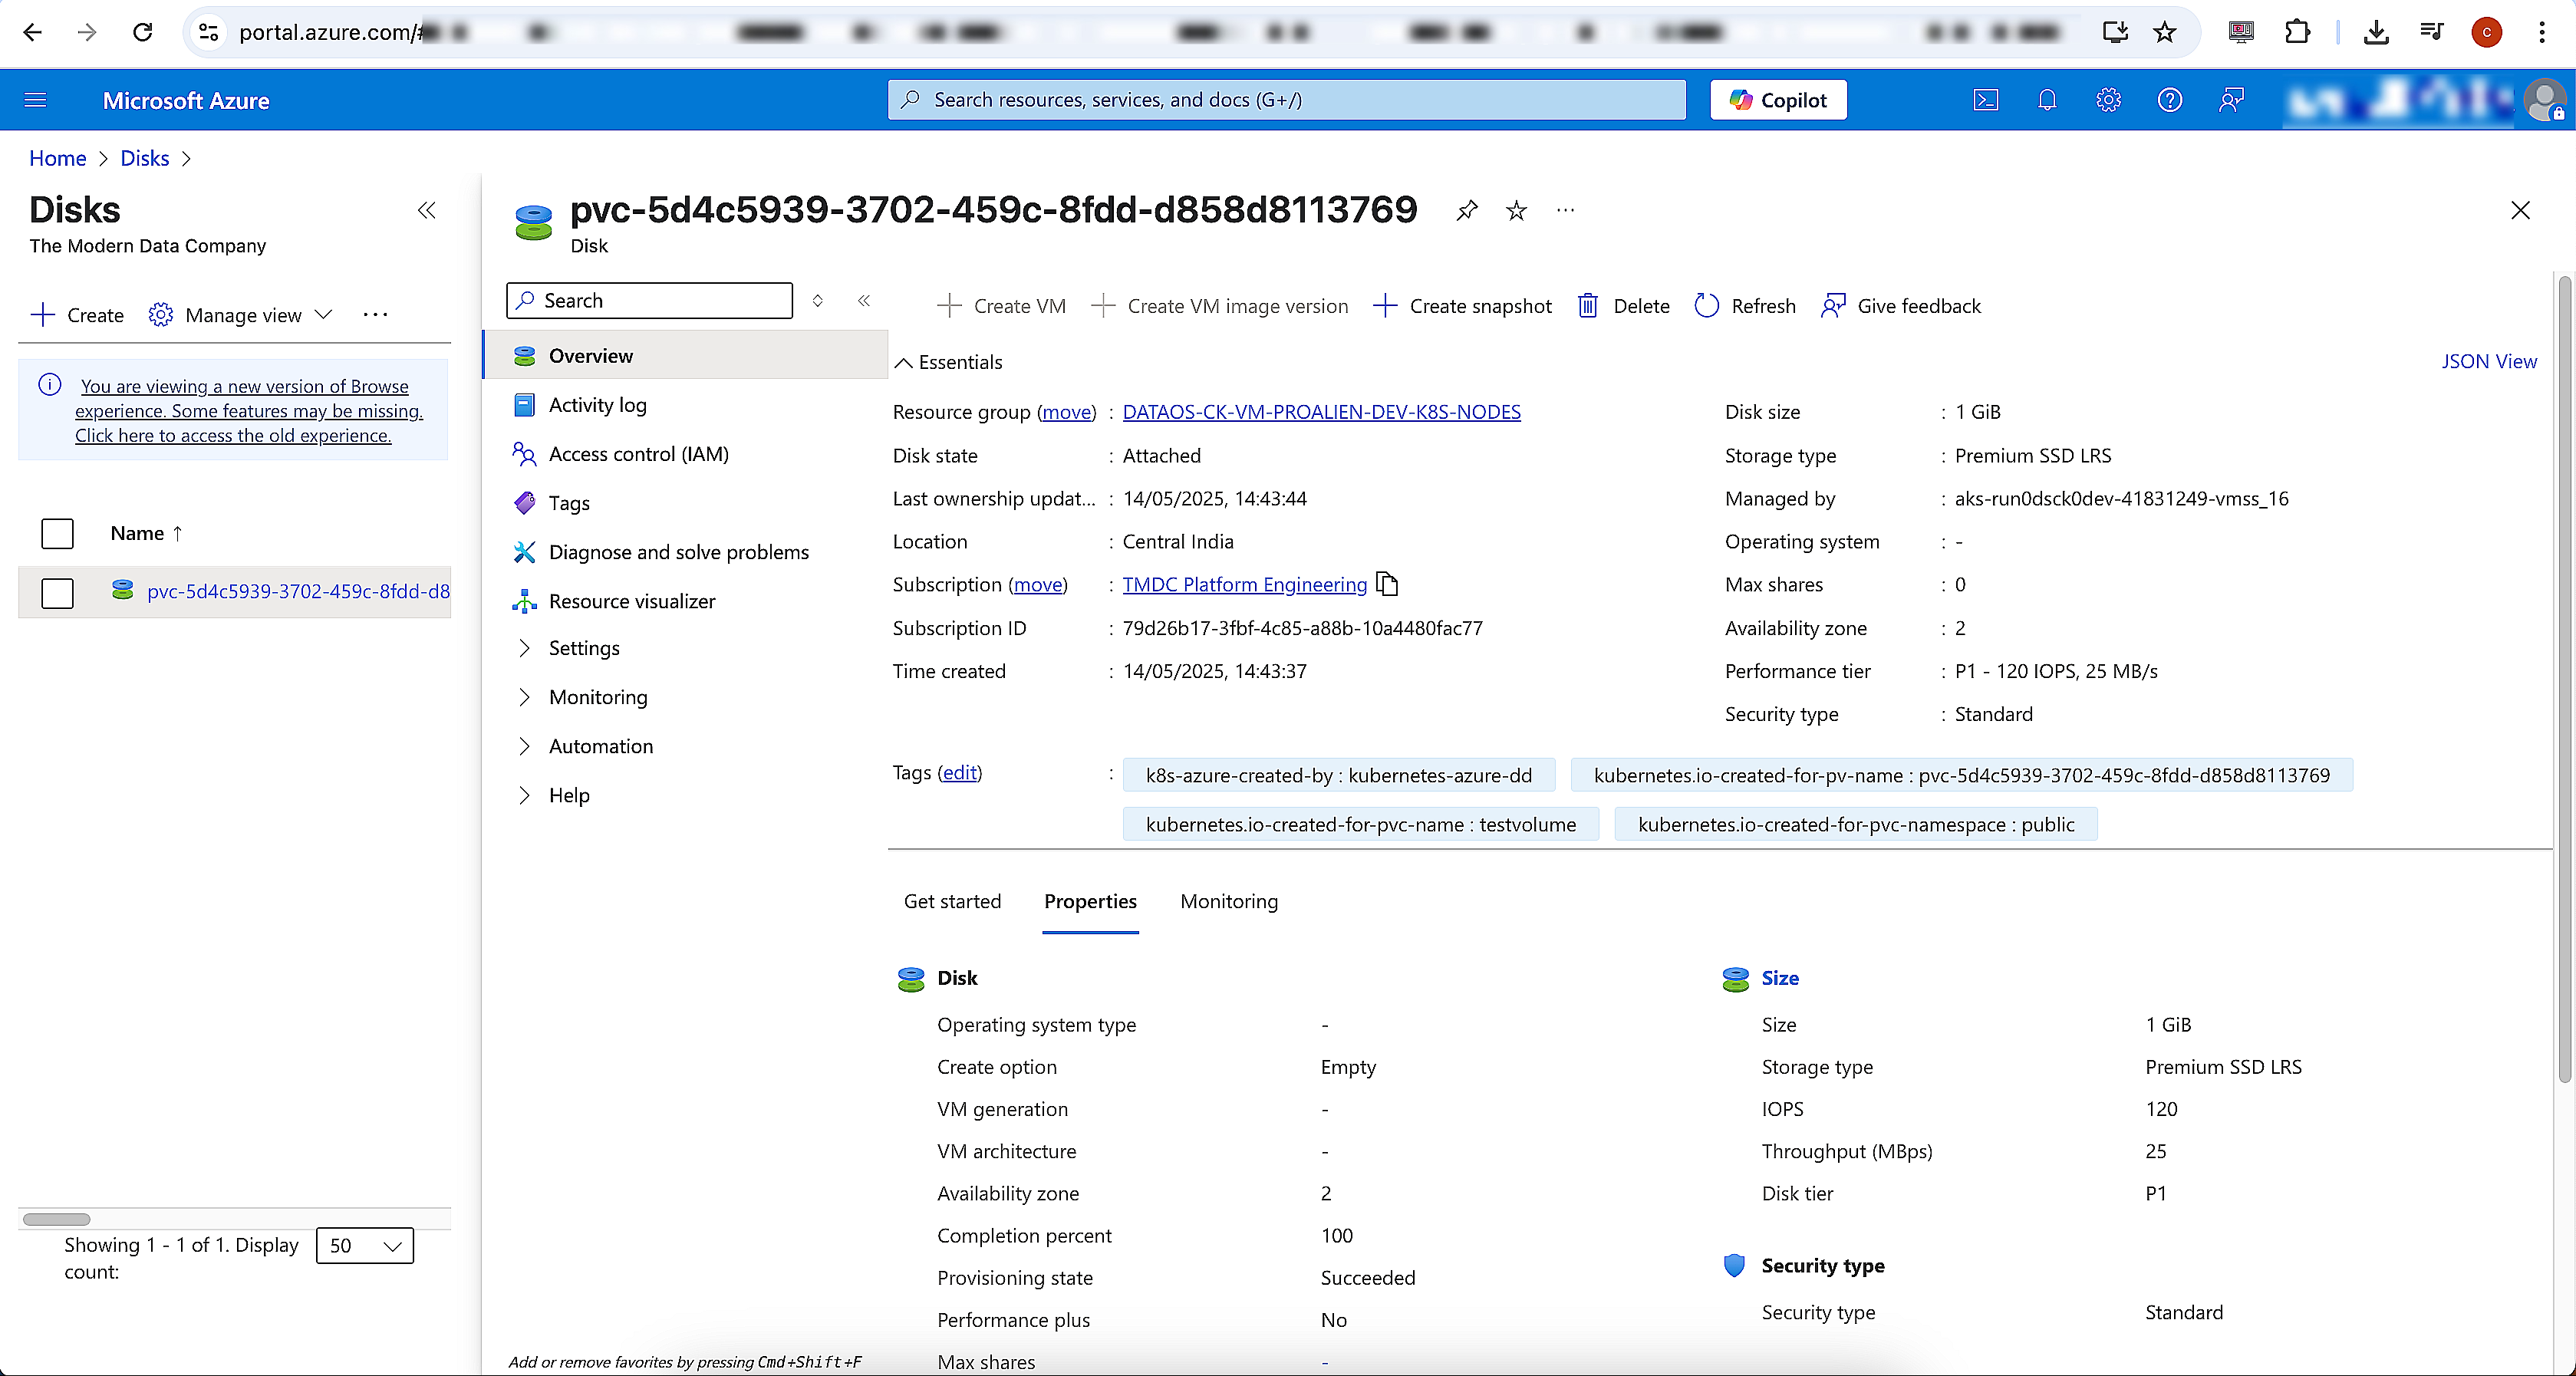 portal.azure.com/#
C
Microsoft Azure
Search resources, services, and docs (G+/)
Copilot
Home > Disks >
Disks
The Modern Data Company
Create
Manage view
You are viewing a new version of Browse
experience. Some features may be missing.
Click here to access the old experience.
Name ↑
pvc-5d4c5939-3702-459c-8fdd-d8
Showing 1 - 1 of 1. Display
count:
50
pvc-5d4c5939-3702-459c-8fdd-d858d8113769
Disk
Search
Overview
Activity log
Access control (IAM)
Tags
Diagnose and solve problems
Resource visualizer
Settings
Monitoring
Automation
Help
Add or remove favorites by pressing Cmd+Shift+F
Create VM
Create VM image version
Create snapshot
Delete
Refresh
Give feedback
Essentials
JSON View
Resource group (move) : DATAOS-CK-VM-PROALIEN-DEV-K8S-NODES
Disk state : Attached
Last ownership updat... : 14/05/2025, 14:43:44
Location : Central India
Subscription (move) : TMDC Platform Engineering
Subscription ID : 79d26b17-3fbf-4c85-a88b-10a4480fac77
Time created : 14/05/2025, 14:43:37
Disk size : 1 GiB
Storage type : Premium SSD LRS
Managed by : aks-run0dsck0dev-41831249-vmss_16
Operating system : -
Max shares : 0
Availability zone : 2
Performance tier : P1 - 120 IOPS, 25 MB/s
Security type : Standard
Tags (edit) :
k8s-azure-created-by : kubernetes-azure-dd
kubernetes.io-created-for-pv-name : pvc-5d4c5939-3702-459c-8fdd-d858d8113769
kubernetes.io-created-for-pvc-name : testvolume
kubernetes.io-created-for-pvc-namespace : public
Get started
Properties
Monitoring
Disk
Operating system type -
Create option Empty
VM generation -
VM architecture -
Availability zone 2
Completion percent 100
Provisioning state Succeeded
Performance plus No
Max shares -
Size
Size 1 GiB
Storage type Premium SSD LRS
IOPS 120
Throughput (MBps) 25
Disk tier P1
Security type
Security type Standard